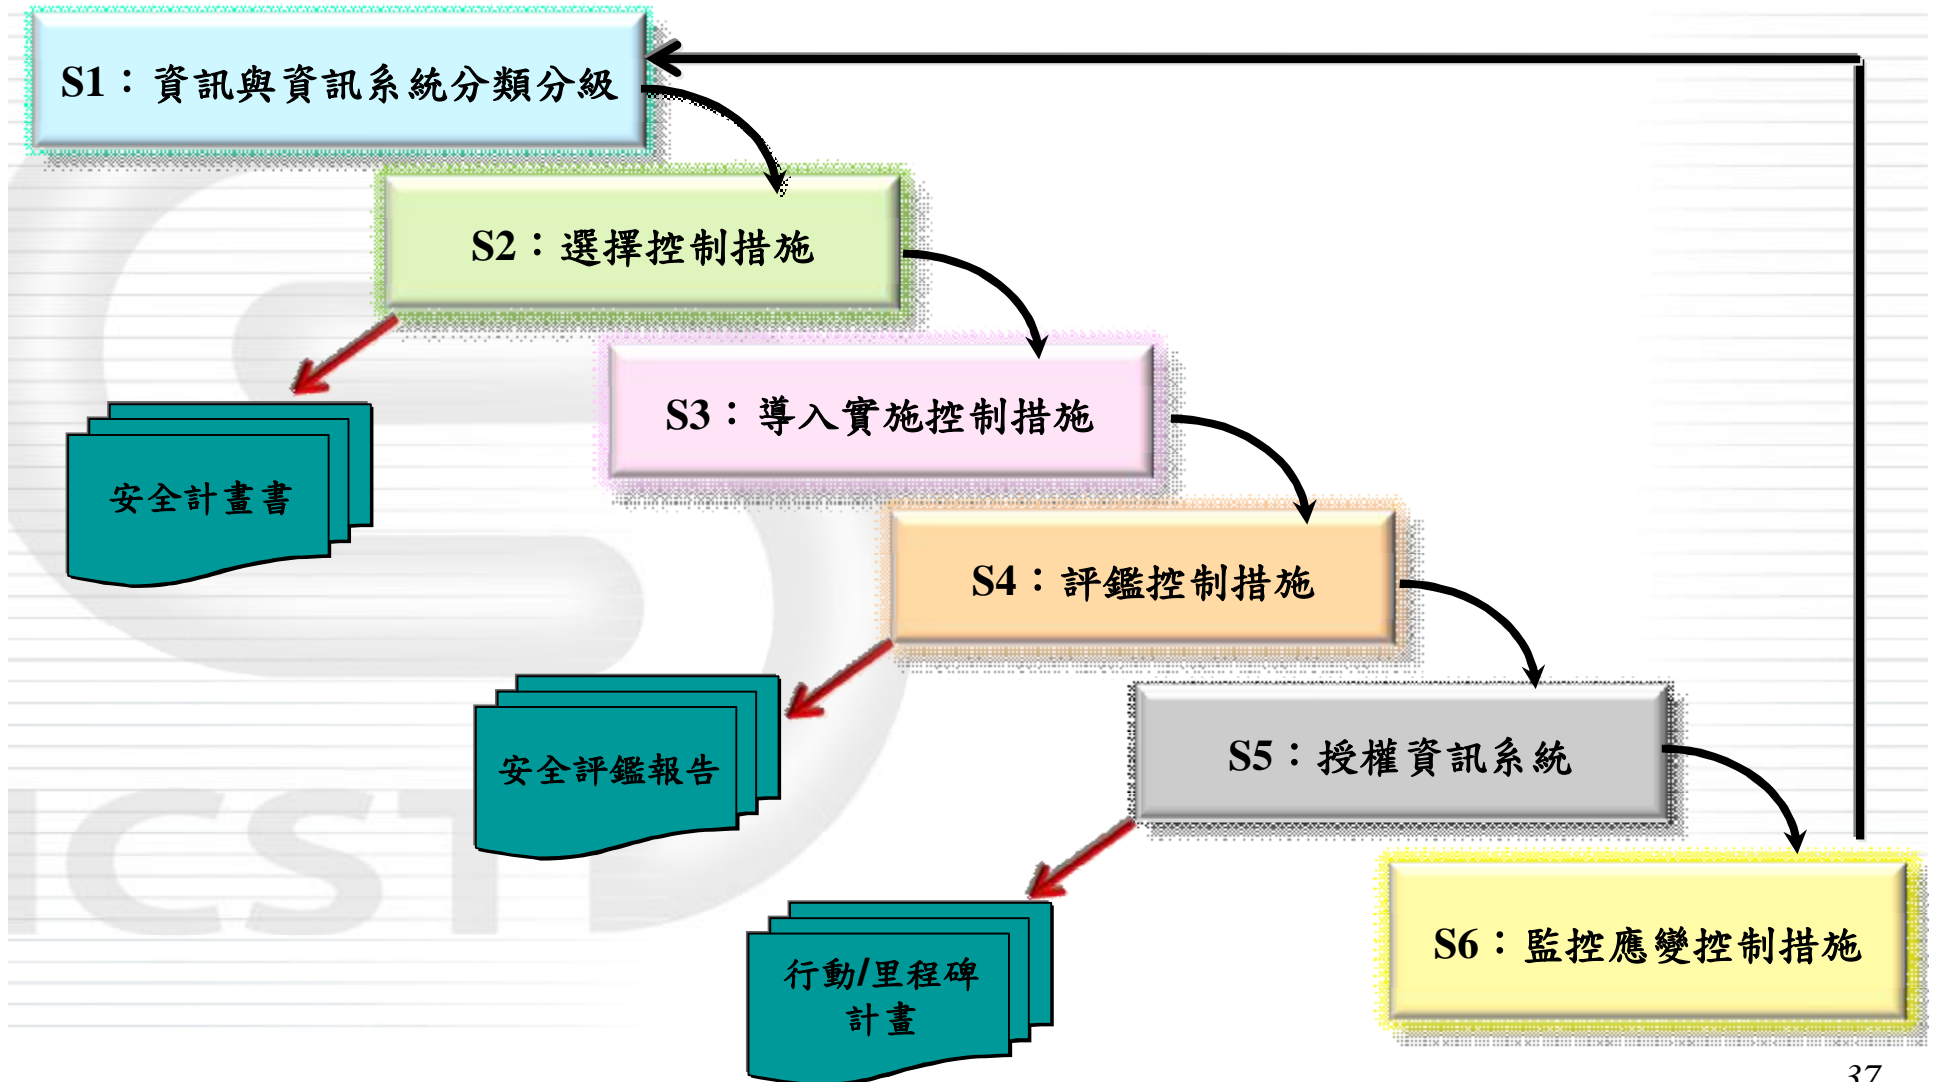 S1：資訊與資訊系統分類分級
S2：選擇控制措施
S3：導入實施控制措施
安全計畫書
S4：評鑑控制措施
安全評鑑報告
S5：授權資訊系統
行動/里程碑
計畫
S6：監控應變控制措施
ICST
37